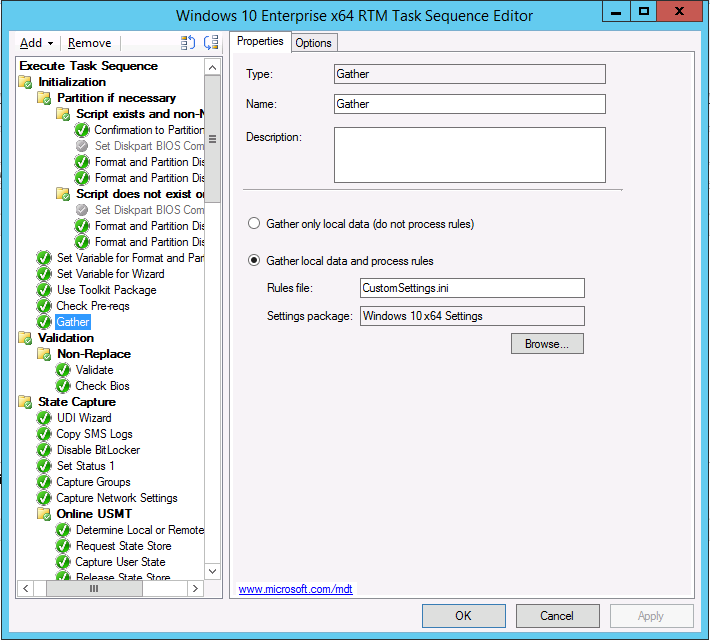 Windows 10 Enterprise x64 RTM Task Sequence Editor
Add
Remove
Execute Task Sequence
Initialization
Partition if necessary
Script exists and non-N
Confirmation to Partition
Set Diskpart BIOS Com
Format and Partition Dis
Format and Partition Dis
Script does not exist or
Set Diskpart BIOS Com
Format and Partition Dis
Format and Partition Dis
Set Variable for Format and Par
Set Variable for Wizard
Use Toolkit Package
Check Pre-reqs
Gather
Validation
Non-Replace
Validate
Check Bios
State Capture
UDI Wizard
Copy SMS Logs
Disable BitLocker
Set Status 1
Capture Groups
Capture Network Settings
Online USMT
Determine Local or Remote
Request State Store
Capture User State
Release State Store
Properties
Options
Type: Gather
Name: Gather
Description:
Gather only local data (do not process rules)
Gather local data and process rules
Rules file: CustomSettings.ini
Settings package: Windows 10 x64 Settings
Browse...
www.microsoft.com/mdt
OK
Cancel
Apply